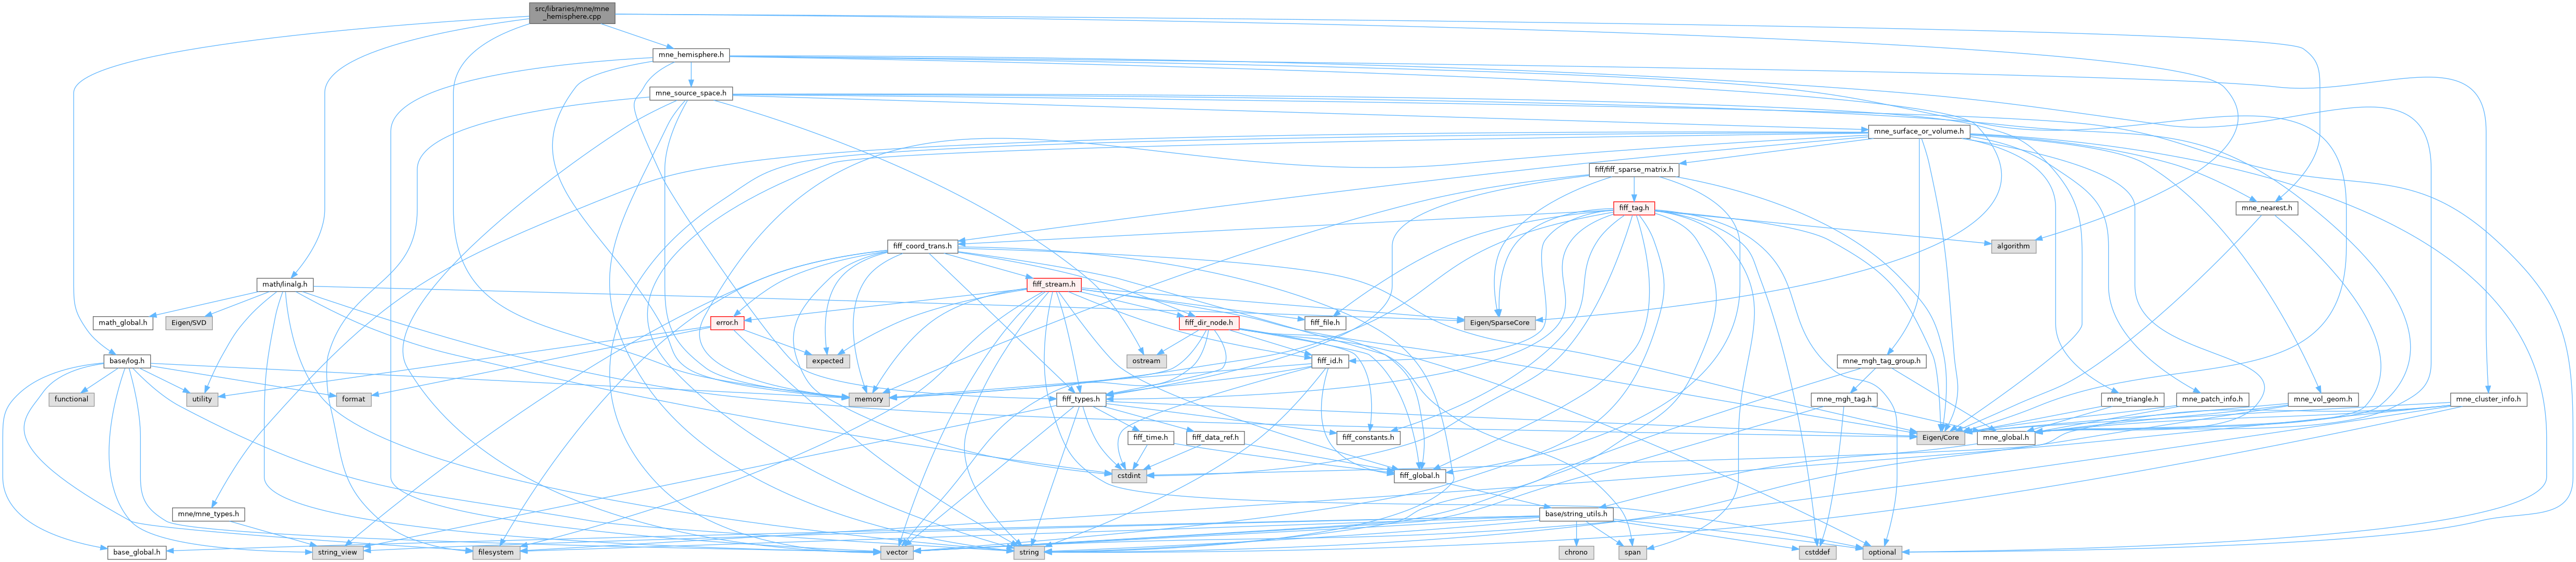 src/libraries/mne/mne
_hemisphere.cpp
mne_hemisphere.h
mne_source_space.h
mne_surface_or_volume.h
fiff/fiff_sparse_matrix.h
fiff_tag.h
mne_nearest.h
fiff_coord_trans.h
algorithm
math/linalg.h
fiff_stream.h
math_global.h
Eigen/SVD
error.h
fiff_dir_node.h
fiff_file.h
Eigen/SparseCore
base/log.h
expected
ostream
fiff_id.h
mne_mgh_tag_group.h
functional
utility
format
memory
fiff_types.h
mne_mgh_tag.h
mne_triangle.h
mne_patch_info.h
mne_vol_geom.h
mne_cluster_info.h
fiff_time.h
fiff_data_ref.h
fiff_constants.h
Eigen/Core
mne_global.h
cstdint
fiff_global.h
mne/mne_types.h
base/string_utils.h
base_global.h
string_view
filesystem
vector
string
chrono
span
cstddef
optional